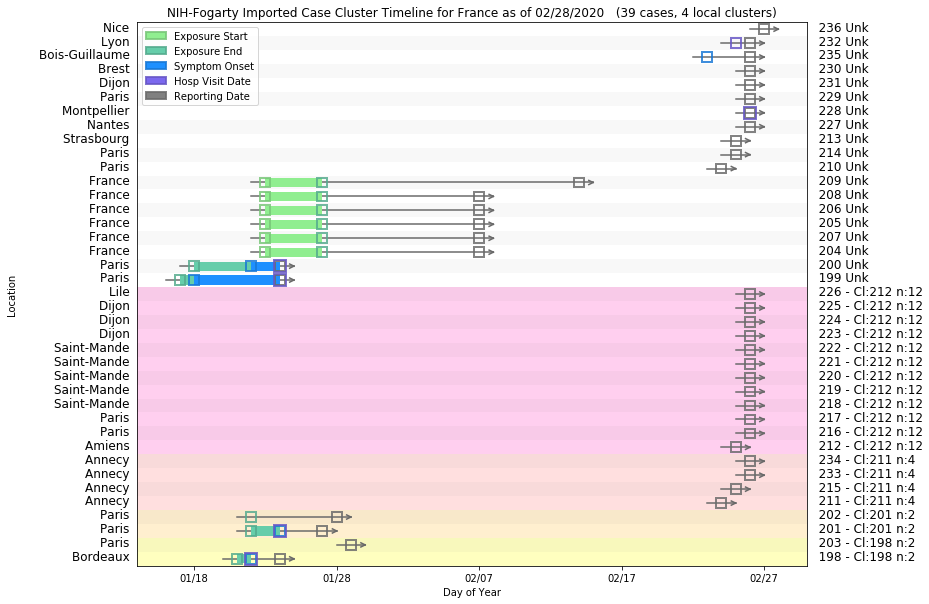 NIH-Fogarty Imported Case Cluster Timeline for France as of 02/28/2020   (39 cases, 4 local clusters)
Exposure Start
Exposure End
Symptom Onset
Hosp Visit Date
Reporting Date
Nice 236 Unk
Lyon 232 Unk
Bois-Guillaume 235 Unk
Brest 230 Unk
Dijon 231 Unk
Paris 229 Unk
Montpellier 228 Unk
Nantes 227 Unk
Strasbourg 213 Unk
Paris 214 Unk
Paris 210 Unk
France 209 Unk
France 208 Unk
France 206 Unk
France 205 Unk
France 207 Unk
France 204 Unk
Paris 200 Unk
Paris 199 Unk
Lile 226 - Cl:212 n:12
Dijon 225 - Cl:212 n:12
Dijon 224 - Cl:212 n:12
Dijon 223 - Cl:212 n:12
Saint-Mande 222 - Cl:212 n:12
Saint-Mande 221 - Cl:212 n:12
Saint-Mande 220 - Cl:212 n:12
Saint-Mande 219 - Cl:212 n:12
Saint-Mande 218 - Cl:212 n:12
Paris 217 - Cl:212 n:12
Paris 216 - Cl:212 n:12
Amiens 212 - Cl:212 n:12
Annecy 234 - Cl:211 n:4
Annecy 233 - Cl:211 n:4
Annecy 215 - Cl:211 n:4
Annecy 211 - Cl:211 n:4
Paris 202 - Cl:201 n:2
Paris 201 - Cl:201 n:2
Paris 203 - Cl:198 n:2
Bordeaux 198 - Cl:198 n:2
Location
01/18 01/28 02/07 02/17 02/27
Day of Year